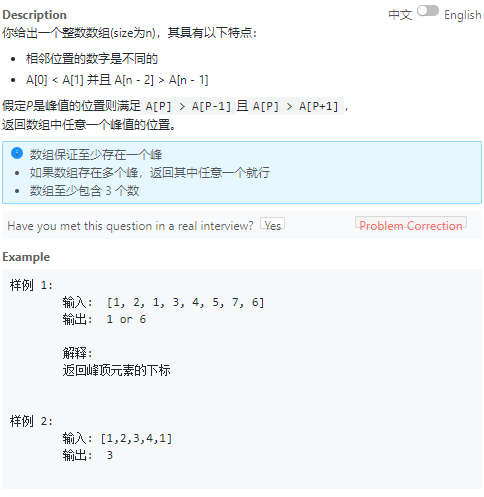 Description 中文 English
你给出一个整数数组(size为n)，其具有以下特点：
• 相邻位置的数字是不同的
• A[0] < A[1] 并且 A[n - 2] > A[n - 1]
假定P是峰值的位置则满足 A[P] > A[P-1] 且 A[P] > A[P+1] ，
返回数组中任意一个峰值的位置。
• 数组保证至少存在一个峰
• 如果数组存在多个峰，返回其中任意一个就行
• 数组至少包含 3 个数
Have you met this question in a real interview? Yes Problem Correction
Example
样例 1:
输入: [1, 2, 1, 3, 4, 5, 7, 6]
输出: 1 or 6
解释:
返回峰顶元素的下标
样例 2:
输入: [1,2,3,4,1]
输出: 3